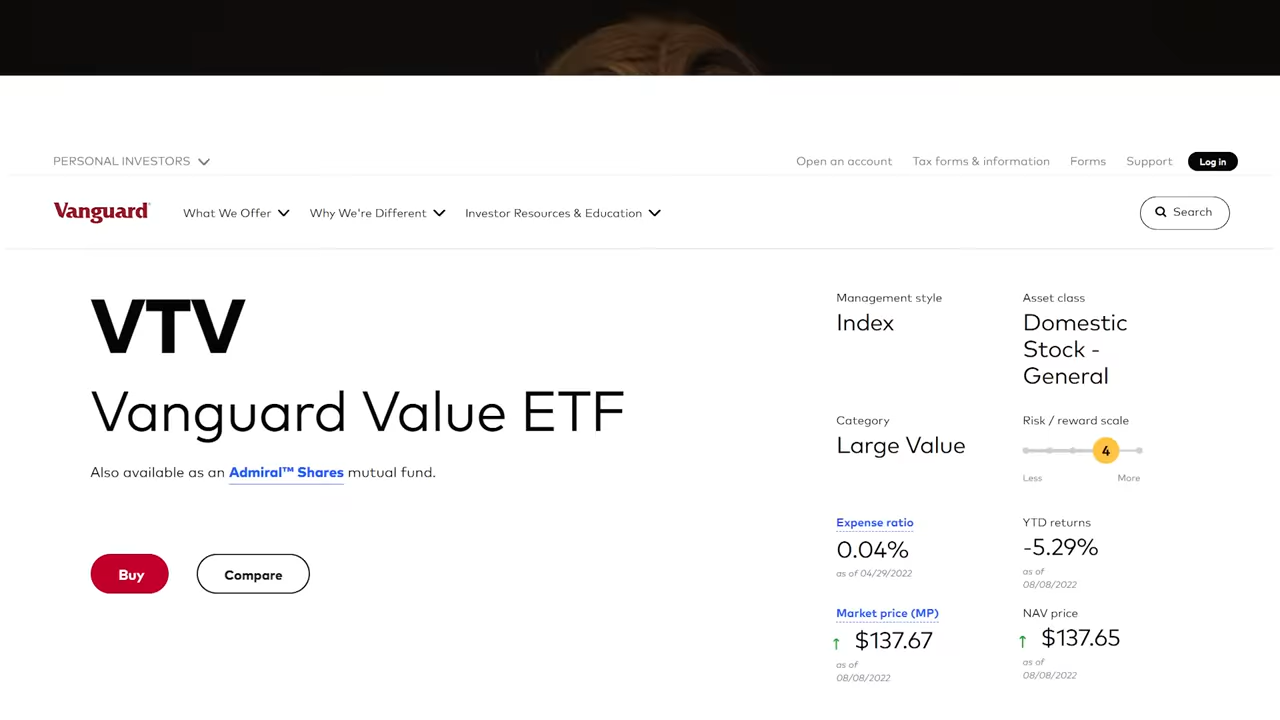 PERSONAL INVESTORS
Open an account Tax forms & information Forms Support Log in
Vanguard What We Offer Why We're Different Investor Resources & Education Search
VTV
Vanguard Value ETF
Also available as an Admiral™ Shares mutual fund.
Buy Compare
Management style
Index
Asset class
Domestic
Stock -
General
Category
Large Value
Risk / reward scale
4
Less More
Expense ratio
0.04%
as of 04/29/2022
YTD returns
-5.29%
as of
08/08/2022
Market price (MP)
↑ $137.67
as of
08/08/2022
NAV price
↑ $137.65
as of
08/08/2022